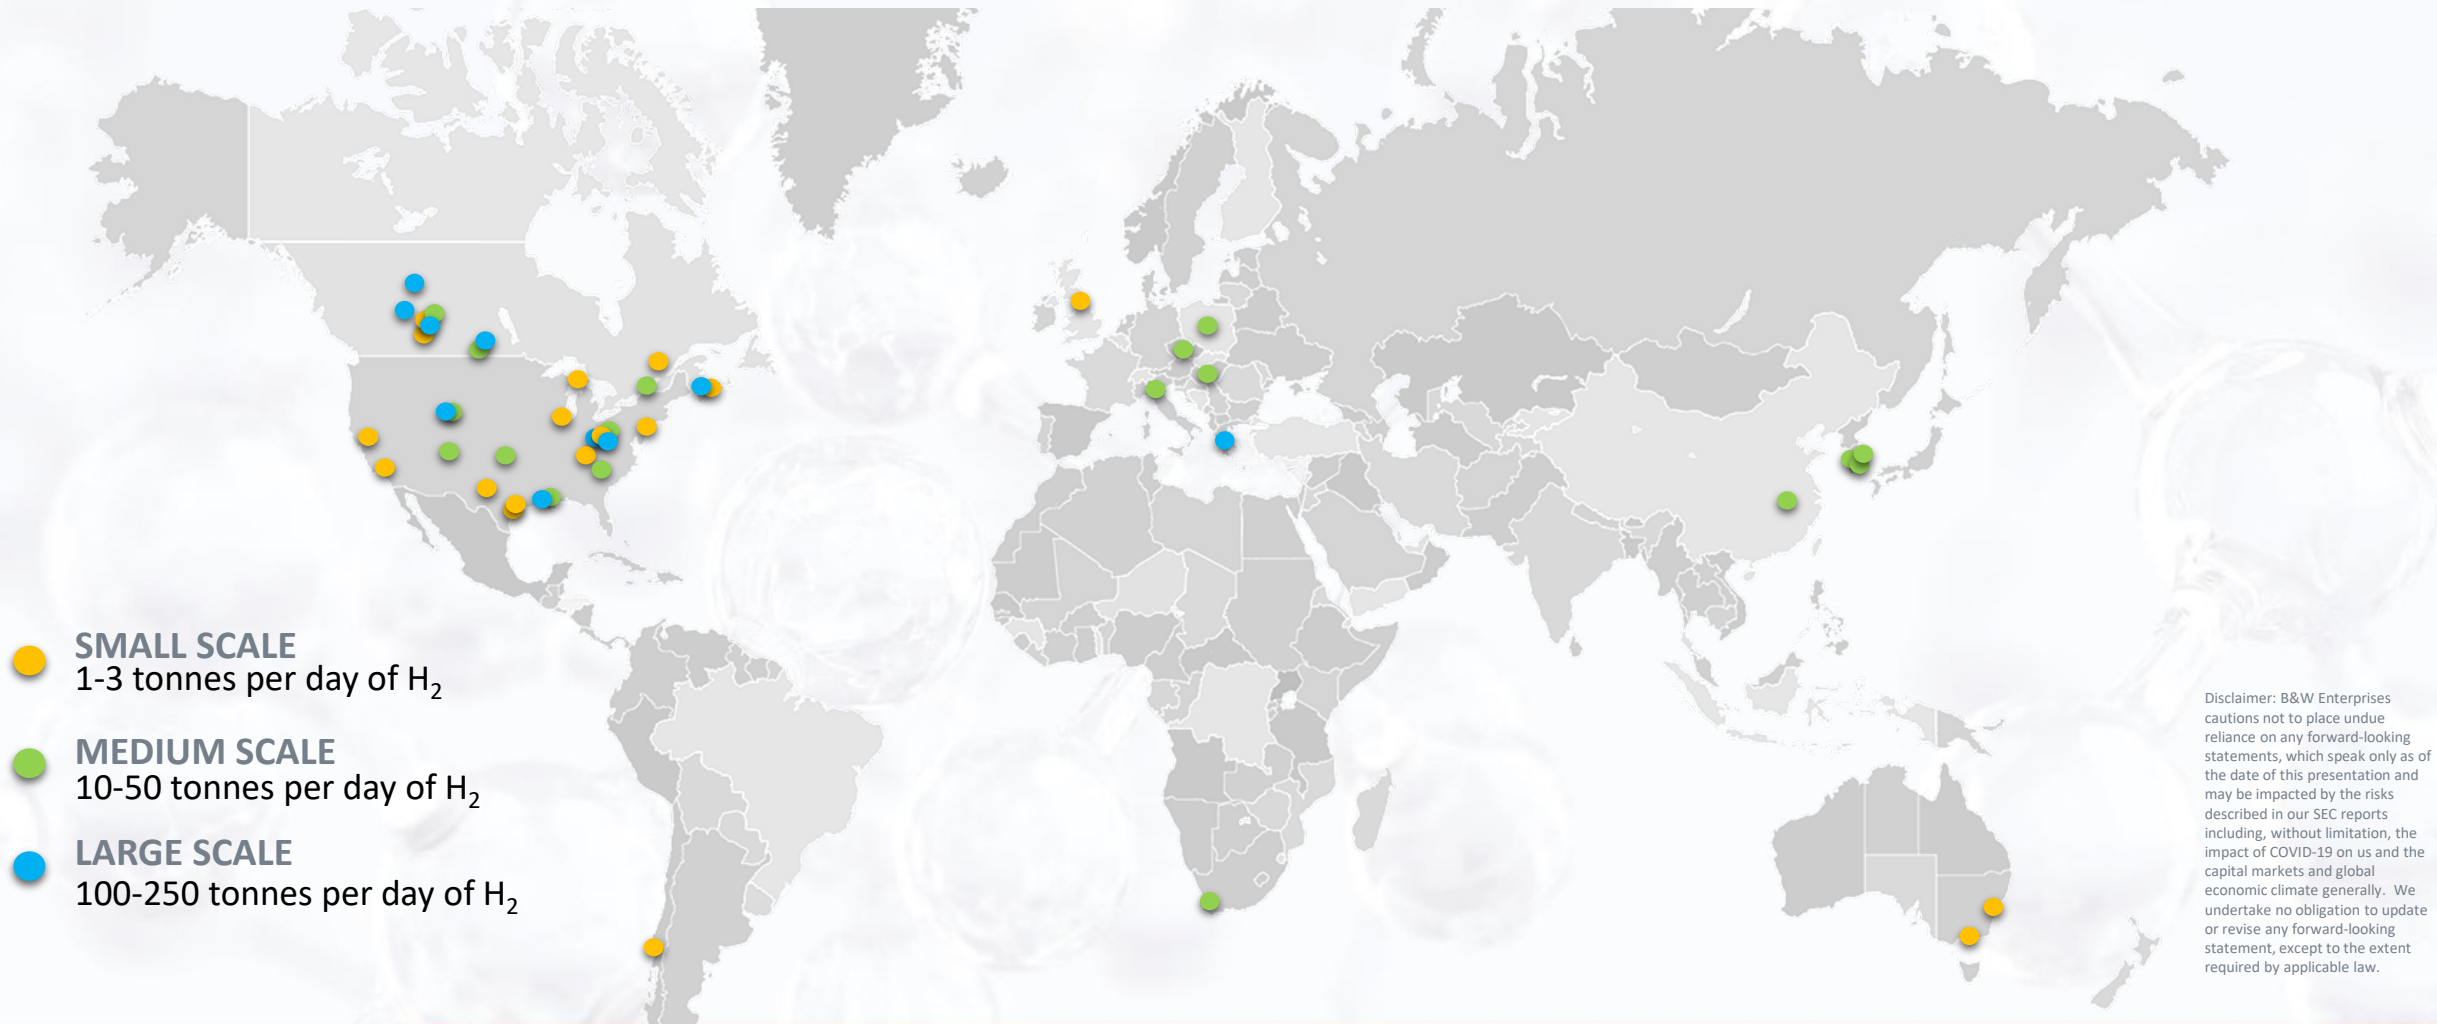 SMALL SCALE
1-3 tonnes per day of H₂
MEDIUM SCALE
10-50 tonnes per day of H₂
LARGE SCALE
100-250 tonnes per day of H₂
Disclaimer: B&W Enterprises
cautions not to place undue
reliance on any forward-looking
statements, which speak only as of
the date of this presentation and
may be impacted by the risks
described in our SEC reports
including, without limitation, the
impact of COVID-19 on us and the
capital markets and global
economic climate generally.  We
undertake no obligation to update
or revise any forward-looking
statement, except to the extent
required by applicable law.